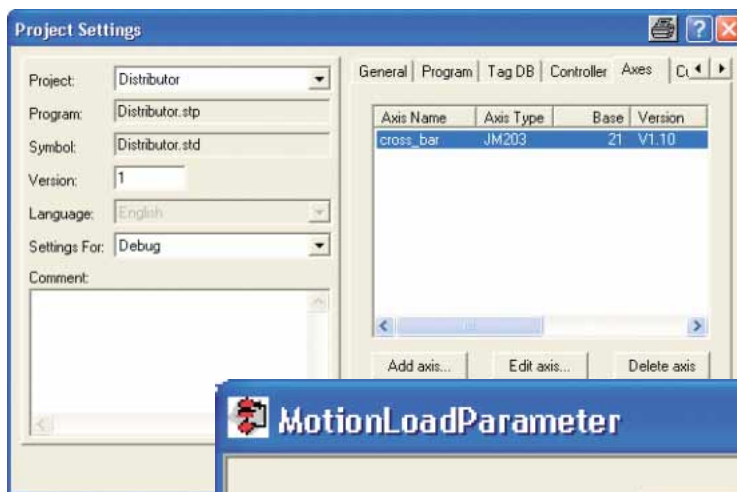 Project Settings
Project: Distributor
Program: Distributor.stp
Symbol: Distributor.std
Version: 1
Language: English
Settings For: Debug
Comment:
General Program Tag DB Controller Axes
Axis Name Axis Type Base Version
cross_bar JM203 21 V1.10
Add axis... Edit axis... Delete axis
MotionLoadParameter